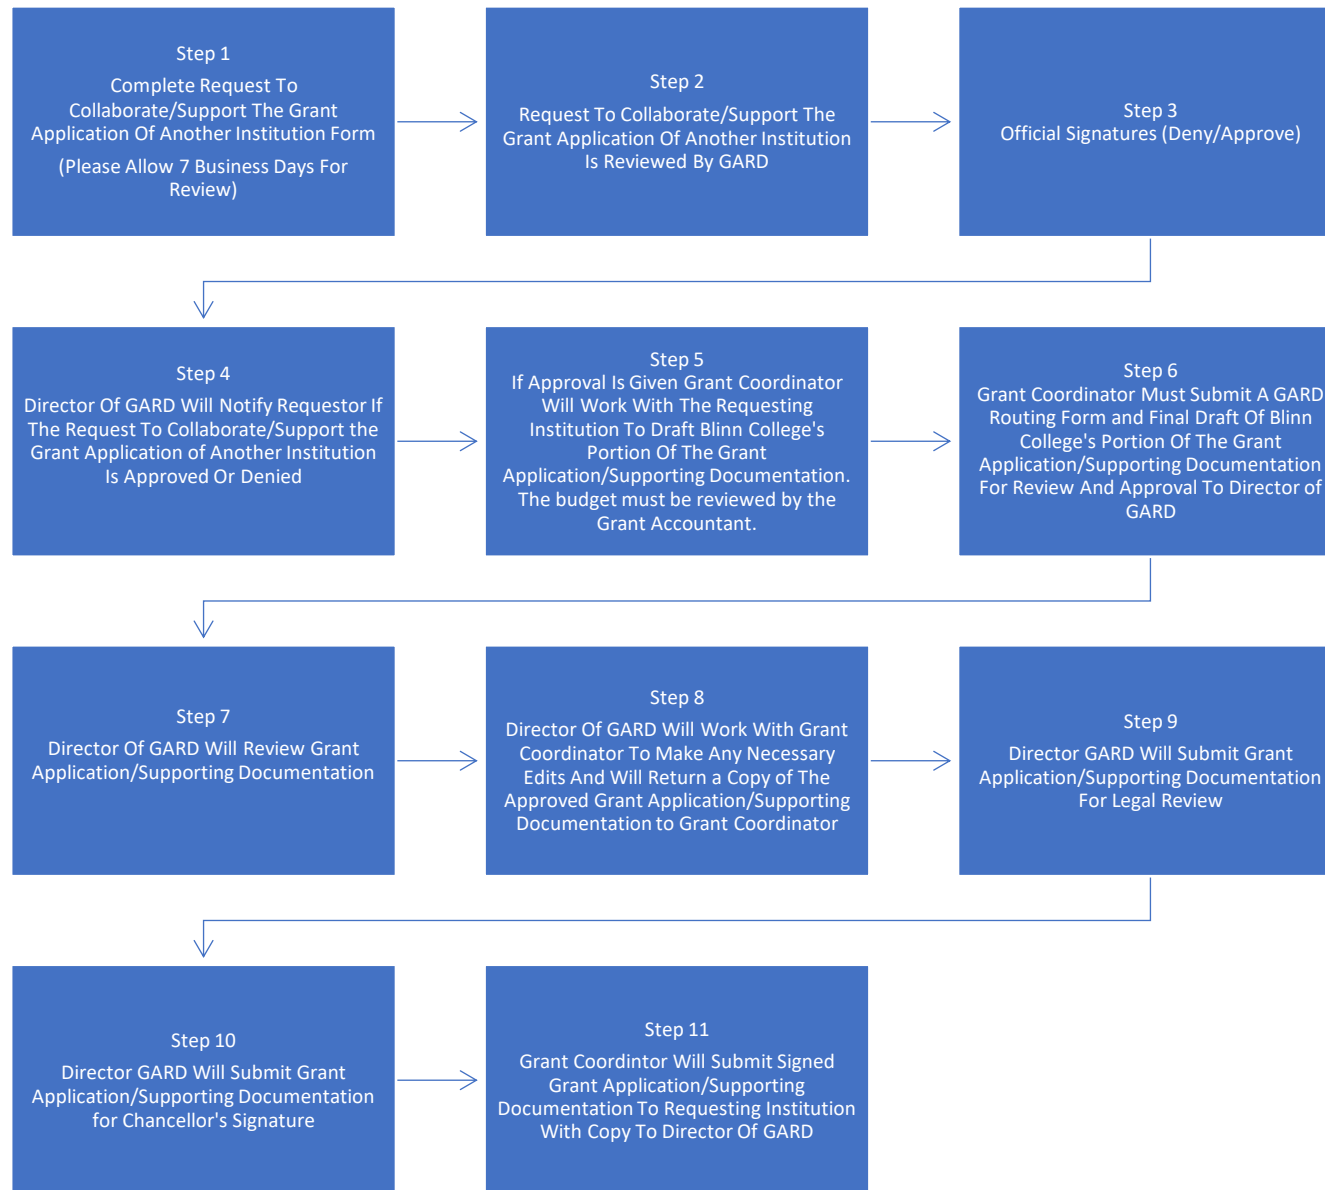 Step 1
Complete Request To
Collaborate/Support The Grant
Application Of Another Institution Form
(Please Allow 7 Business Days For
Review)
Step 2
Request To Collaborate/Support The
Grant Application Of Another Institution
Is Reviewed By GARD
Step 3
Official Signatures (Deny/Approve)
Step 4
Director Of GARD Will Notify Requestor If
The Request To Collaborate/Support the
Grant Application of Another Institution
Is Approved Or Denied
Step 5
If Approval Is Given Grant Coordinator
Will Work With The Requesting
Institution To Draft Blinn College's
Portion Of The Grant
Application/Supporting Documentation.
The budget must be reviewed by the
Grant Accountant.
Step 6
Grant Coordinator Must Submit A GARD
Routing Form and Final Draft Of Blinn
College's Portion Of The Grant
Application/Supporting Documentation
For Review And Approval To Director of
GARD
Step 7
Director Of GARD Will Review Grant
Application/Supporting Documentation
Step 8
Director Of GARD Will Work With Grant
Coordinator To Make Any Necessary
Edits And Will Return a Copy of The
Approved Grant Application/Supporting
Documentation to Grant Coordinator
Step 9
Director GARD Will Submit Grant
Application/Supporting Documentation
For Legal Review
Step 10
Director GARD Will Submit Grant
Application/Supporting Documentation
for Chancellor's Signature
Step 11
Grant Coordintor Will Submit Signed
Grant Application/Supporting
Documentation To Requesting Institution
With Copy To Director Of GARD